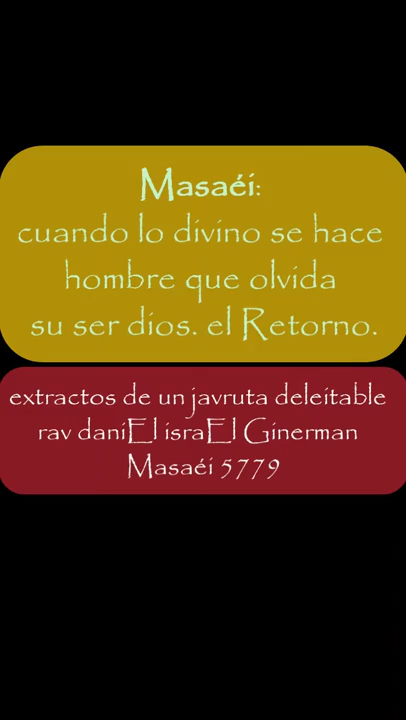 Masaéi:
cuando lo divino se hace
hombre que olvida
su ser dios. el Retorno.
extractos de un javruta deleitable
rav daniEl israEl Ginerman
Masaéi 5779